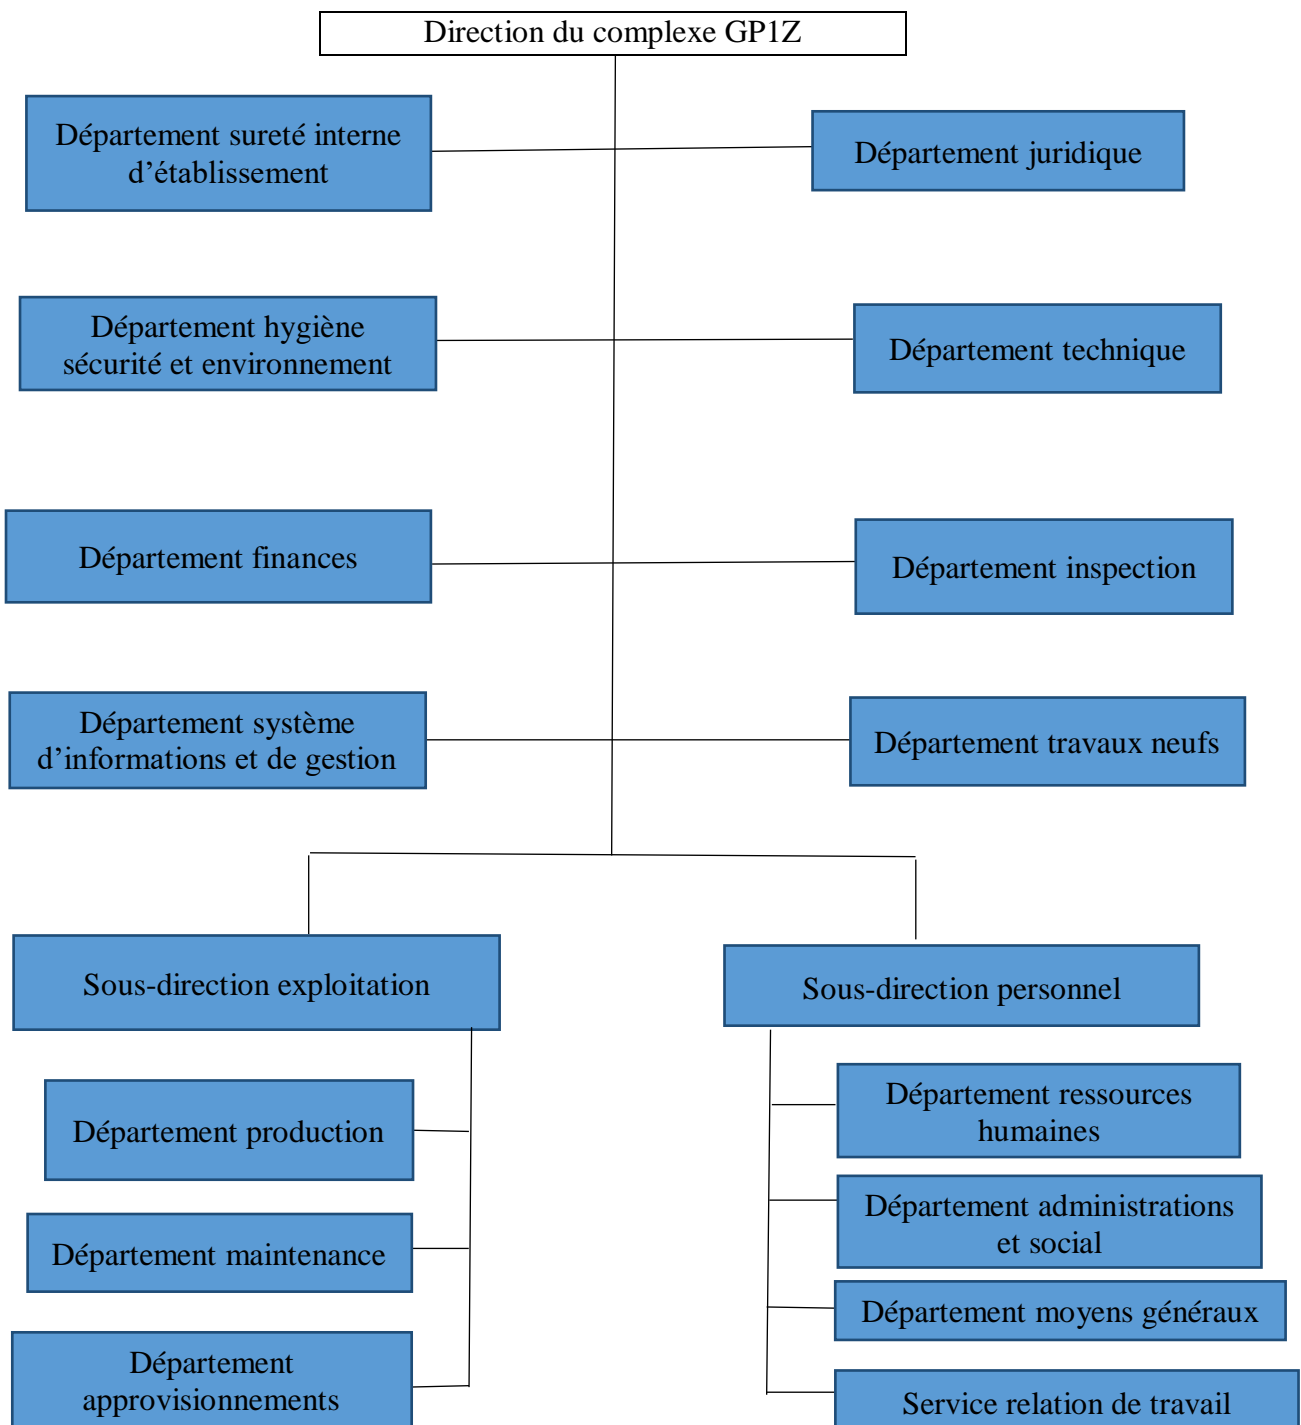 Direction du complexe GP1Z
Département sureté interne
d’établissement
Département juridique
Département hygiène
sécurité et environnement
Département technique
Département finances
Département inspection
Département système
d’informations et de gestion
Département travaux neufs
Sous-direction exploitation
Sous-direction personnel
Département production
Département maintenance
Département
approvisionnements
Département ressources
humaines
Département administrations
et social
Département moyens généraux
Service relation de travail